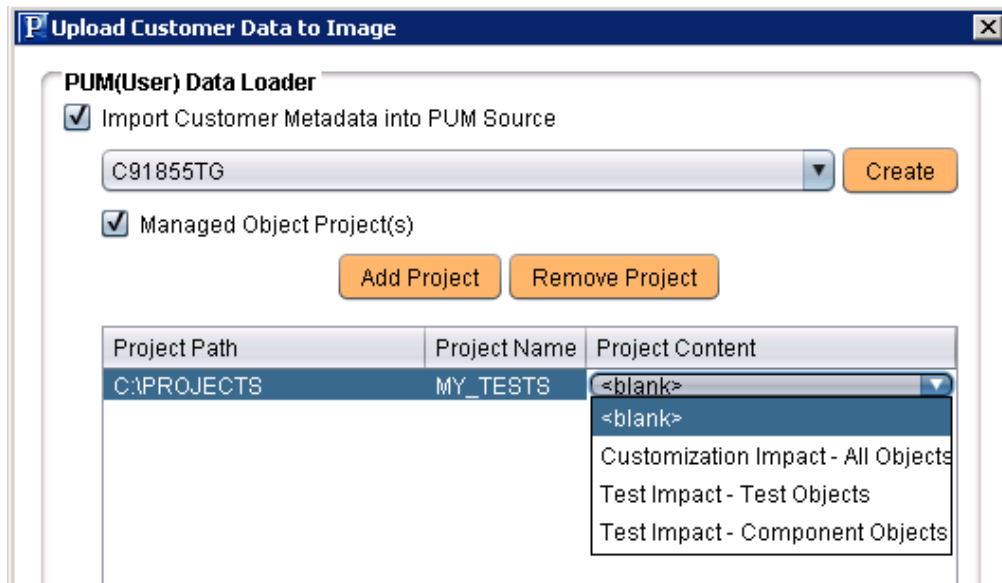 P Upload Customer Data to Image
PUM(User) Data Loader
Import Customer Metadata into PUM Source
C91855TG
Create
Managed Object Project(s)
Add Project Remove Project
Project Path Project Name Project Content
C:\PROJECTS MY_TESTS <blank>
<blank>
Customization Impact - All Objects
Test Impact - Test Objects
Test Impact - Component Objects